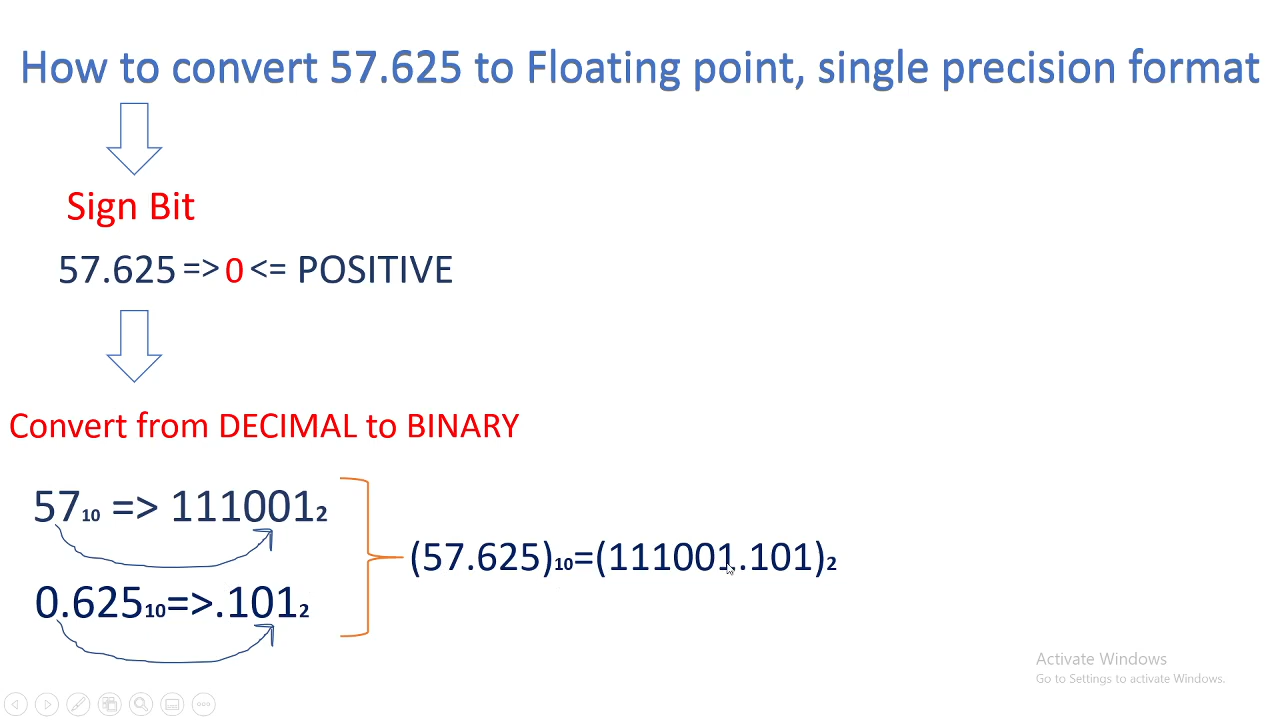 How to convert 57.625 to Floating point, single precision format
Sign Bit
57.625 => 0 <= POSITIVE
Convert from DECIMAL to BINARY
57₁₀ => 111001₂
(57.625)₁₀=(111001.101)₂
0.625₁₀=>.101₂
Activate Windows
Go to Settings to activate Windows.